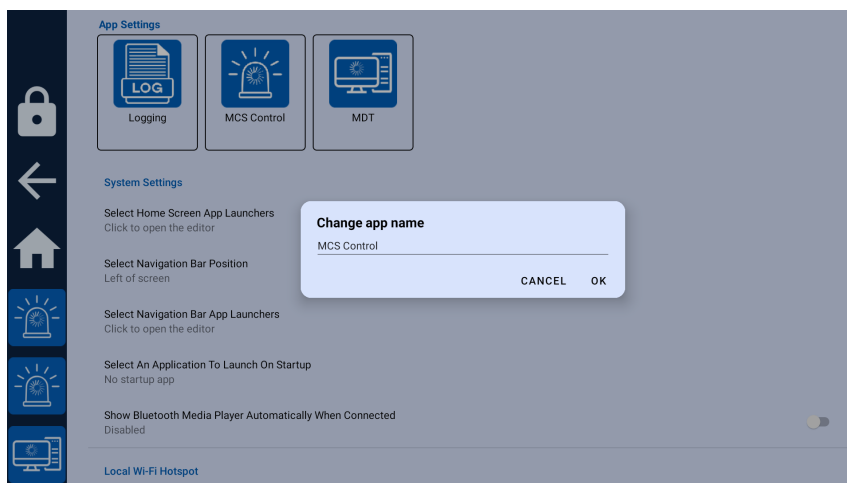 App Settings
LOG
Logging
MCS Control
MDT
System Settings
Select Home Screen App Launchers
Click to open the editor
Select Navigation Bar Position
Left of screen
Select Navigation Bar App Launchers
Click to open the editor
Select An Application To Launch On Startup
No startup app
Show Bluetooth Media Player Automatically When Connected
Disabled
Local Wi-Fi Hotspot
Change app name
MCS Control
CANCEL OK